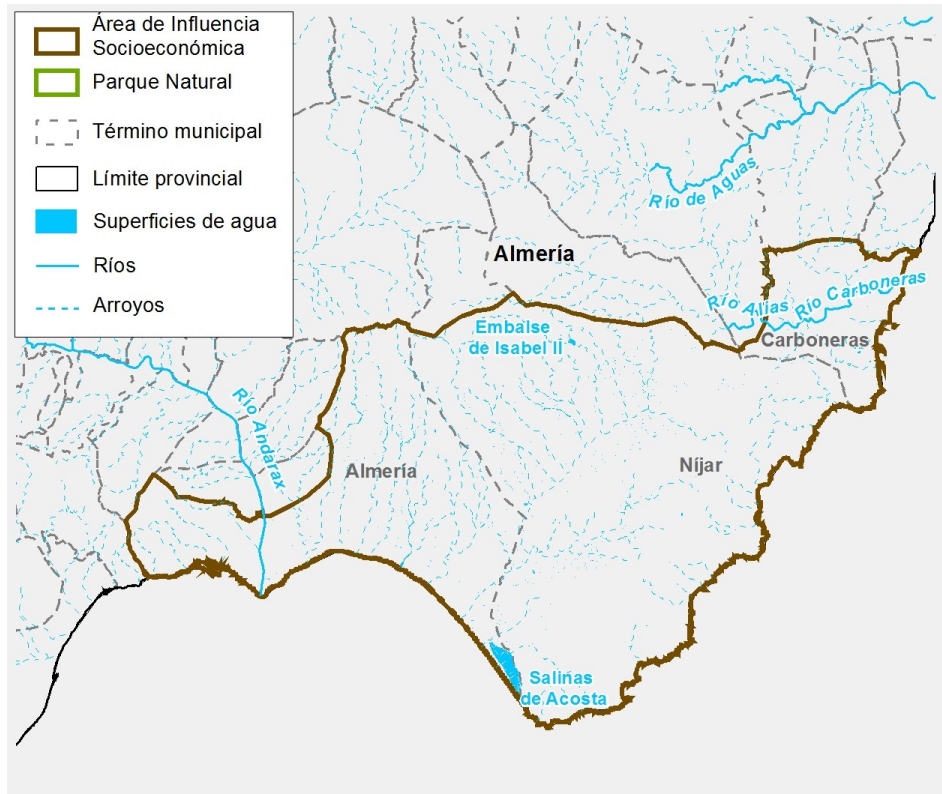 Área de Influencia
Socioeconómica
Parque Natural
Término municipal
Límite provincial
Superficies de agua
Ríos
Arroyos
Río de Aguas
Almería
Río Alías
Río Carboneras
Embalse
de Isabel Ii
Carboneras
Río Andarax
Almería
Níjar
Salinas
de Acosta